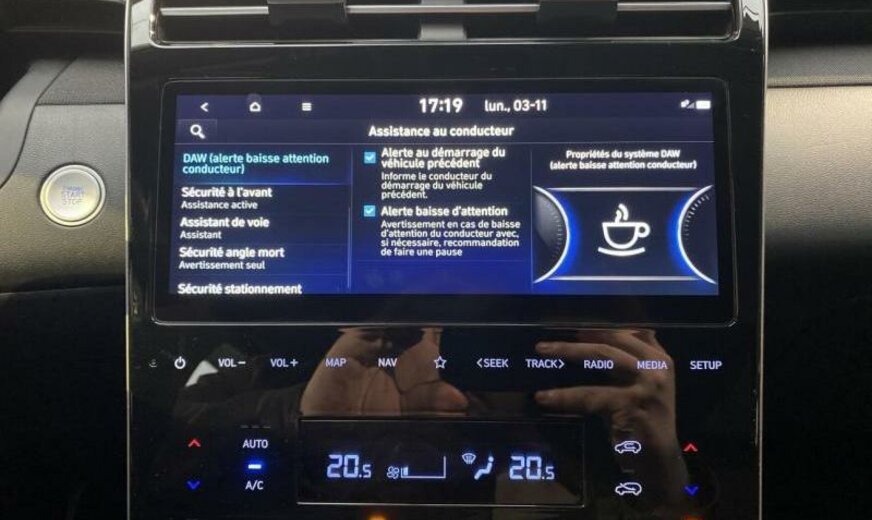 17:19 lun., 03-11
Assistance au conducteur
DAW (alerte baisse attention
conducteur)
Sécurité à l'avant
Assistance active
Assistant de voie
Assistant
Sécurité angle mort
Avertissement seul
Sécurité stationnement
Alerte au démarrage du
véhicule précédent
Informe le conducteur du
démarrage du véhicule
précédent.
Alerte baisse d'attention
Avertissement en cas de baisse
d'attention du conducteur avec,
si nécessaire, recommandation
de faire une pause
Propriétés du système DAW
(alerte baisse attention conducteur)
START
STOP
VOL− VOL+ MAP NAV <SEEK TRACK> RADIO MEDIA SETUP
AUTO
A/C
20.5 20.5